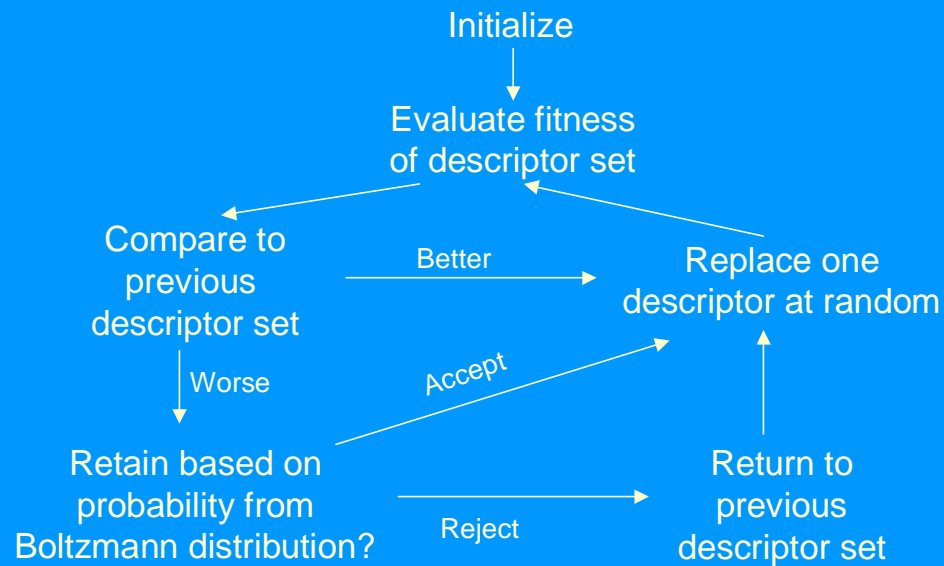 Initialize
Evaluate fitness
of descriptor set
Compare to
previous
descriptor set
Better
Replace one
descriptor at random
Worse
Accept
Retain based on
probability from
Boltzmann distribution?
Reject
Return to
previous
descriptor set